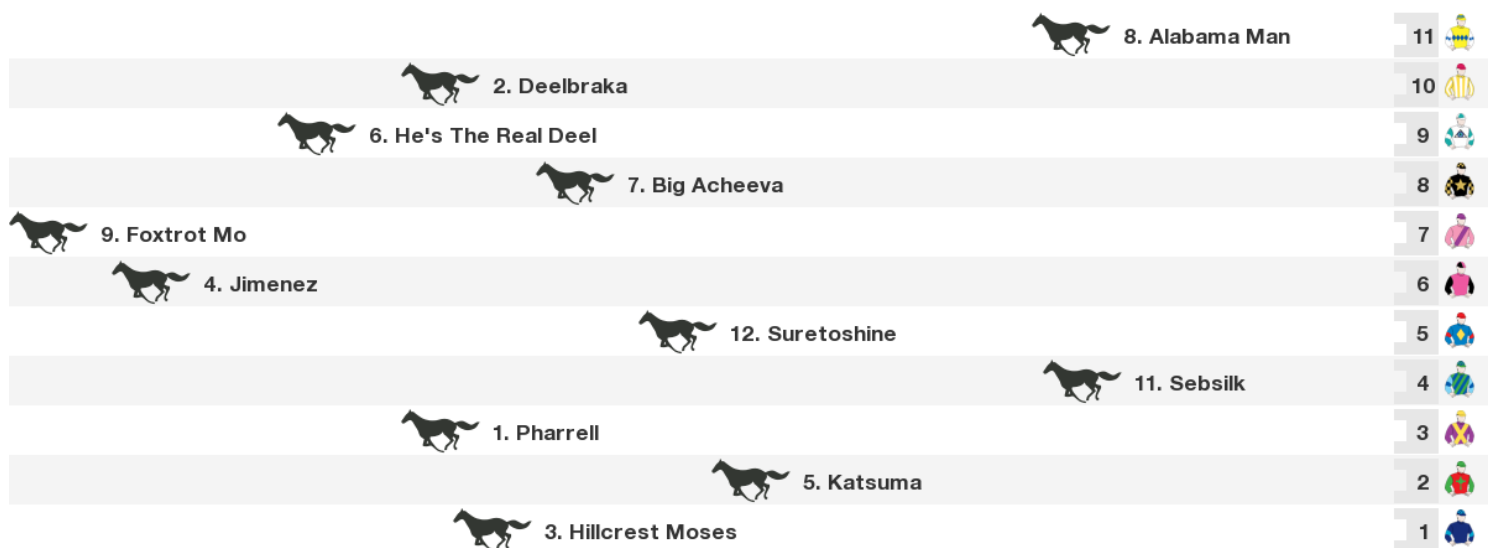 8. Alabama Man 11
2. Deelbraka 10
6. He's The Real Deel 9
7. Big Acheeva 8
9. Foxtrot Mo 7
4. Jimenez 6
12. Suretoshine 5
11. Sebsilk 4
1. Pharrell 3
5. Katsuma 2
3. Hillcrest Moses 1